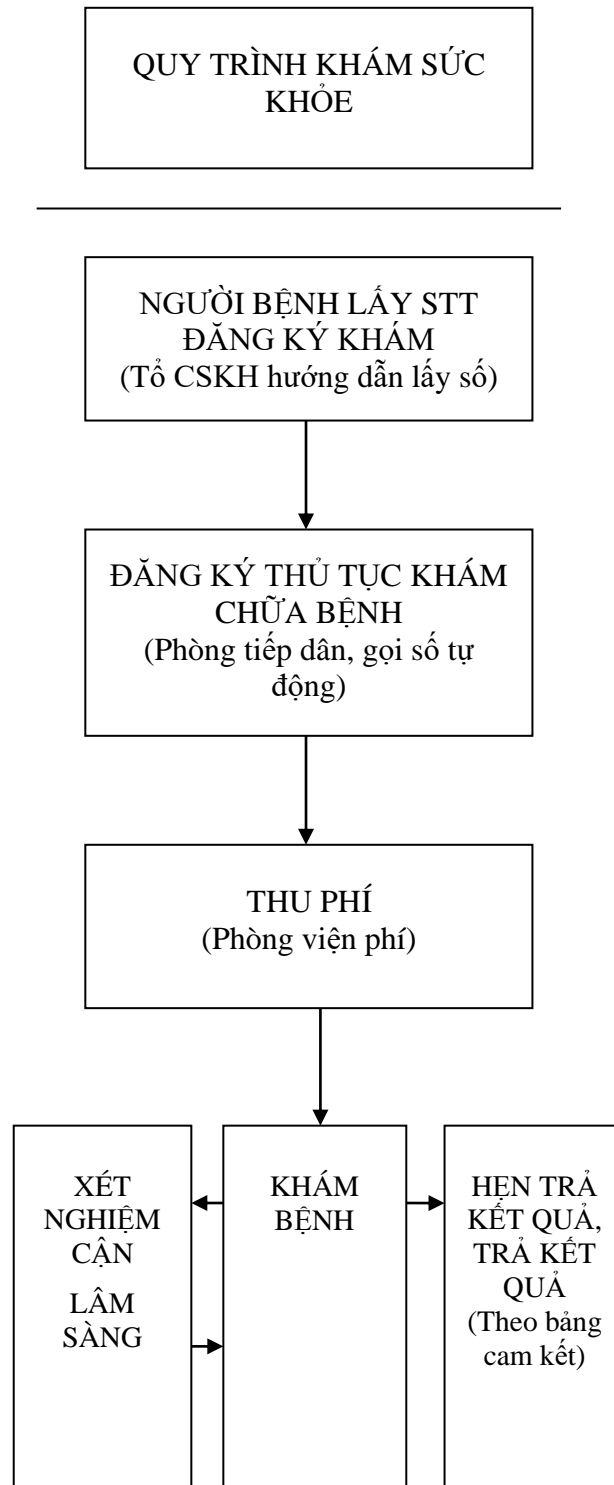 QUY TRÌNH KHÁM SỨC
KHỎE
NGƯỜI BỆNH LẤY STT
ĐĂNG KÝ KHÁM
(Tổ CSKH hướng dẫn lấy số)
ĐĂNG KÝ THỦ TỤC KHÁM
CHỮA BỆNH
(Phòng tiếp dân, gọi số tự
động)
THU PHÍ
(Phòng viện phí)
XÉT
NGHIỆM
CẬN
LÂM
SÀNG
KHÁM
BỆNH
HẸN TRẢ
KẾT QUẢ,
TRẢ KẾT
QUẢ
(Theo bảng
cam kết)